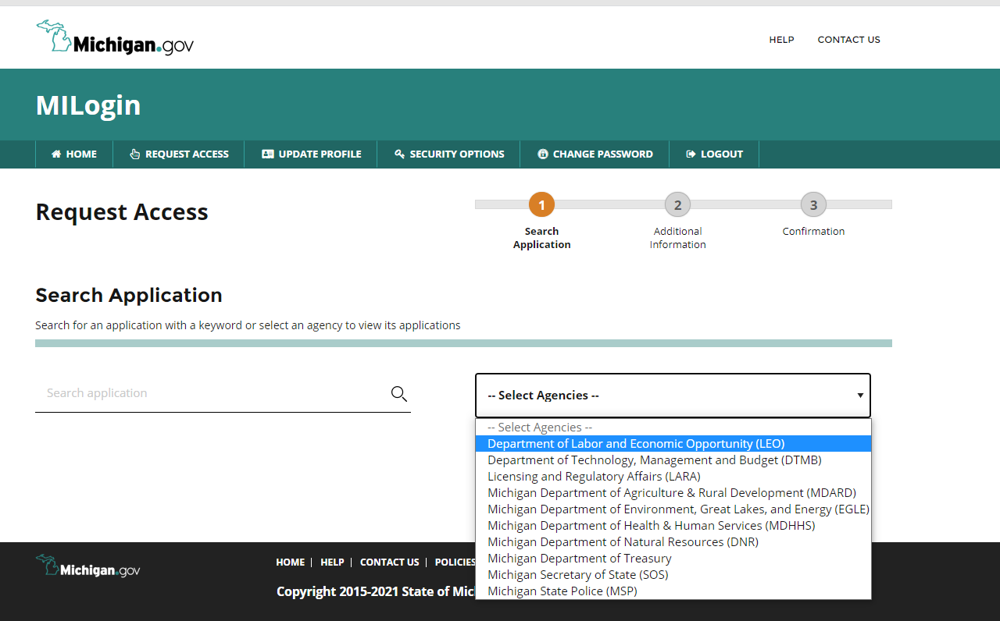 Michigan.gov
HELP
CONTACT US
MILogin
HOME
REQUEST ACCESS
UPDATE PROFILE
SECURITY OPTIONS
CHANGE PASSWORD
LOGOUT
Request Access
1
2
3
Search
Application
Additional
Information
Confirmation
Search Application
Search for an application with a keyword or select an agency to view its applications
Search application
-- Select Agencies --
-- Select Agencies --
Department of Labor and Economic Opportunity (LEO)
Department of Technology, Management and Budget (DTMB)
Licensing and Regulatory Affairs (LARA)
Michigan Department of Agriculture & Rural Development (MDARD)
Michigan Department of Environment, Great Lakes, and Energy (EGLE)
Michigan Department of Health & Human Services (MDHHS)
Michigan Department of Natural Resources (DNR)
Michigan Department of Treasury
Michigan Secretary of State (SOS)
Michigan State Police (MSP)
Michigan.gov
HOME | HELP | CONTACT US | POLICIES
Copyright 2015-2021 State of Mic